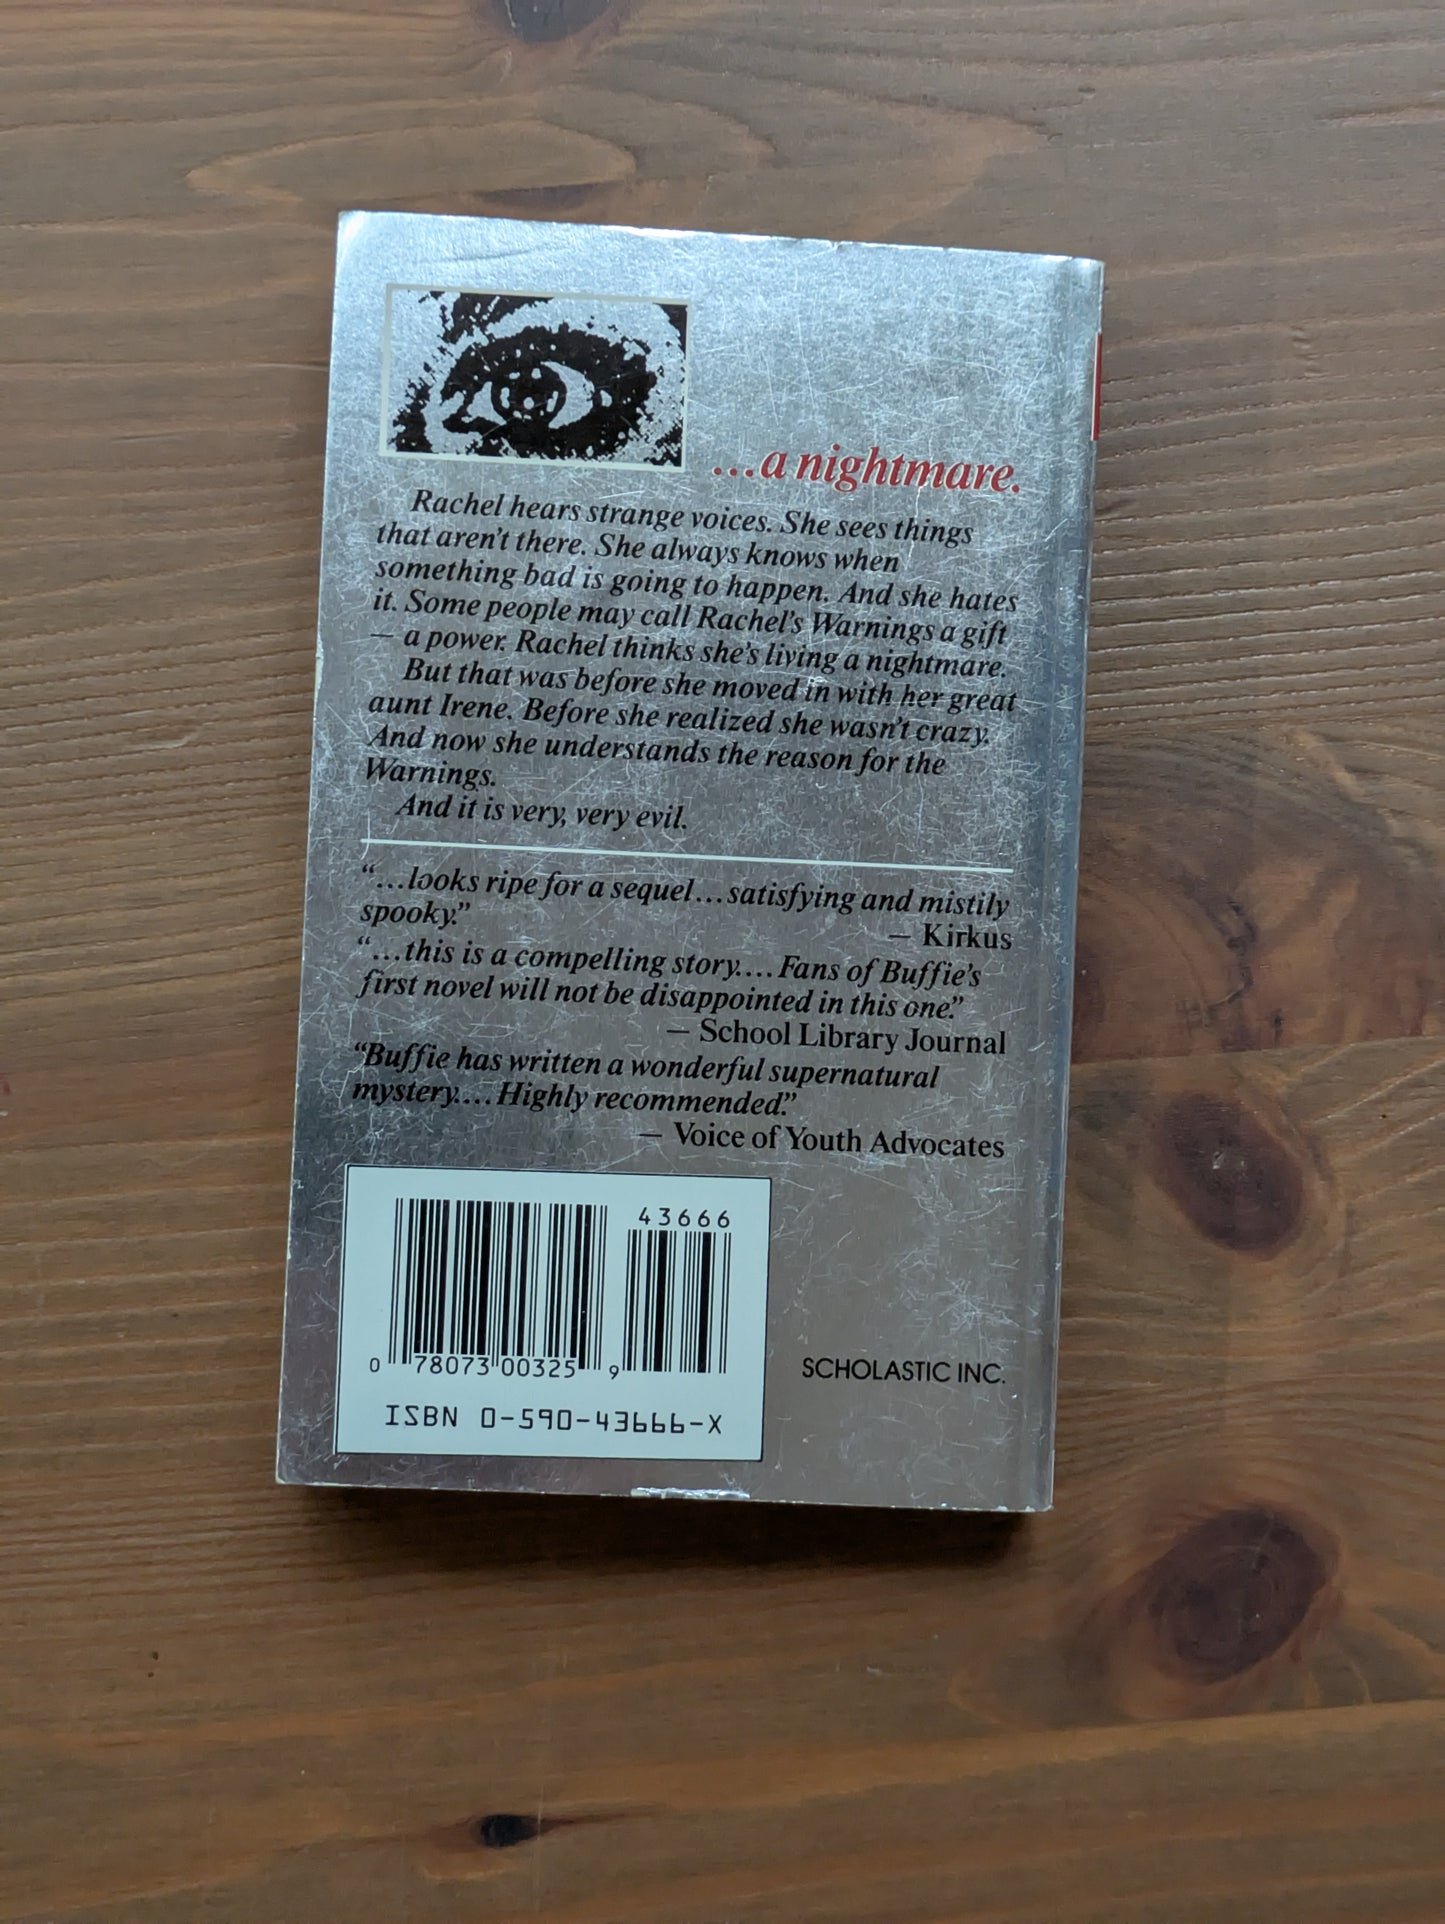 ...a nightmare.
Rachel hears strange voices. She sees things
that aren't there. She always knows when
something bad is going to happen. And she hates
it. Some people may call Rachel's Warnings a gift
— a power. Rachel thinks she's living a nightmare.
But that was before she moved in with her great
aunt Irene. Before she realized she wasn't crazy.
And now she understands the reason for the
Warnings.
And it is very, very evil.
“...looks ripe for a sequel...satisfying and mistily
spooky.”
— Kirkus
“...this is a compelling story.... Fans of Buffie's
first novel will not be disappointed in this one.”
— School Library Journal
“Buffie has written a wonderful supernatural
mystery.... Highly recommended.”
— Voice of Youth Advocates
43666
0 78073 00325 9
ISBN 0-590-43666-X
SCHOLASTIC INC.